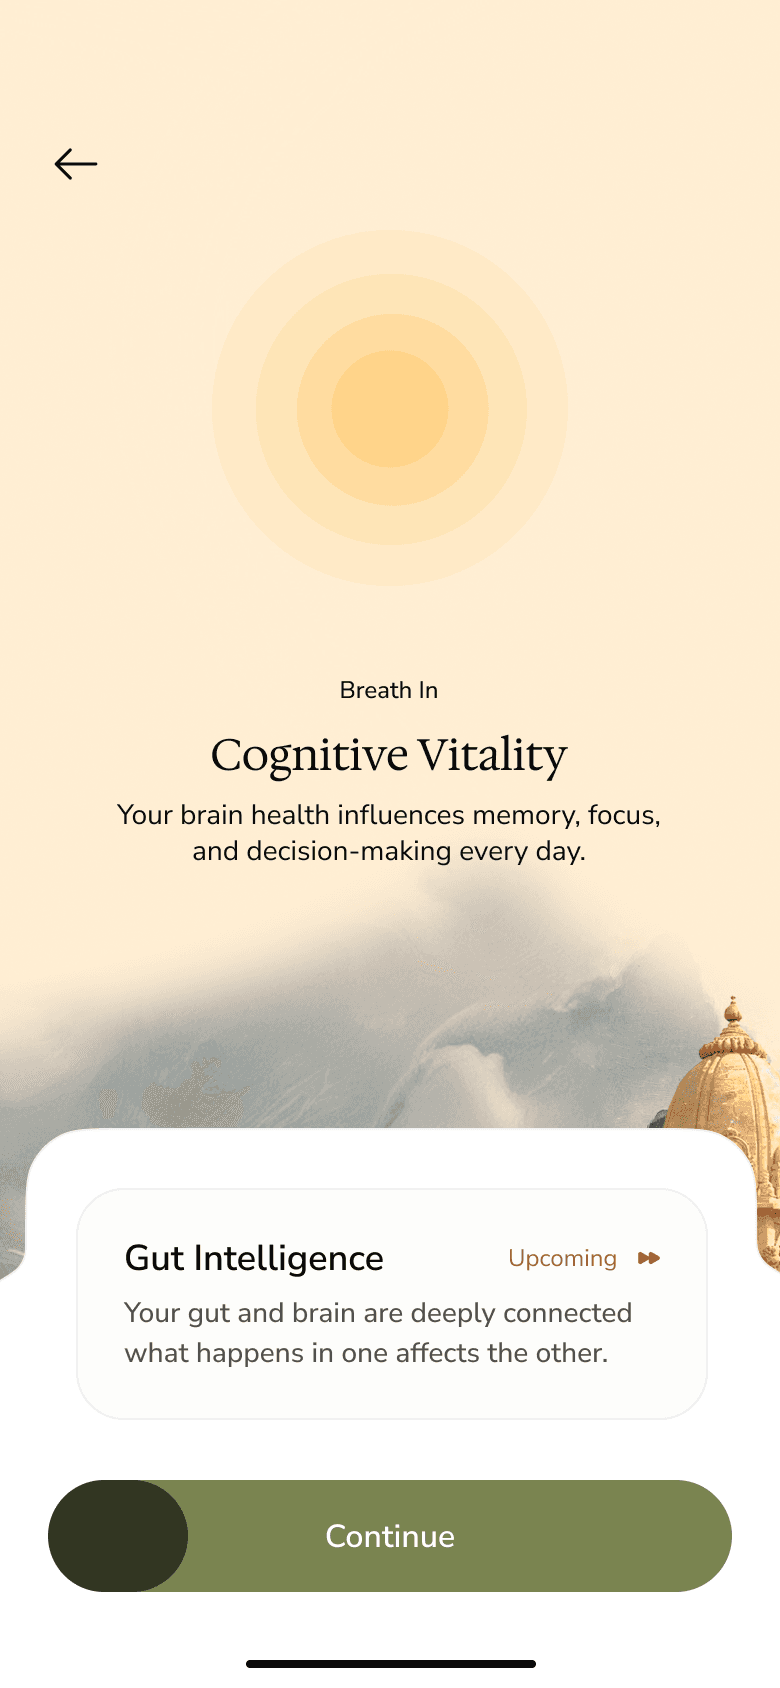 Breath In
Cognitive Vitality
Your brain health influences memory, focus,
and decision-making every day.
Gut Intelligence
Upcoming
Your gut and brain are deeply connected
what happens in one affects the other.
Continue